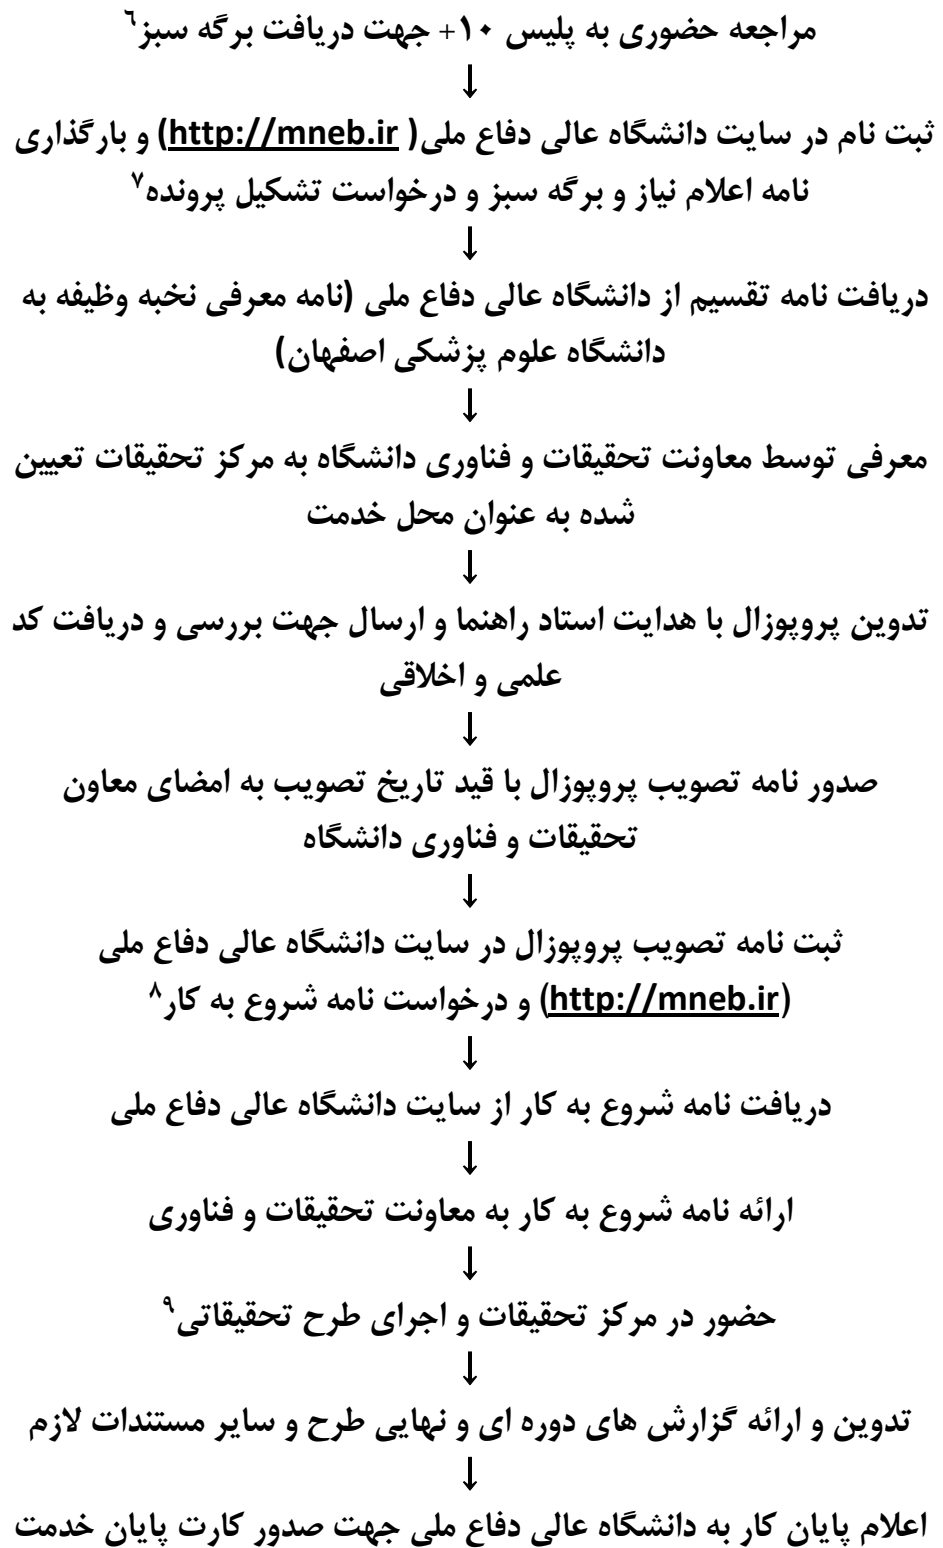 مراجعه حضوری به پلیس ۱۰+ جهت دریافت برگه سبز⁶
↓
ثبت نام در سایت دانشگاه عالی دفاع ملی( http://mneb.ir) و بارگذاری
نامه اعلام نیاز و برگه سبز و درخواست تشکیل پرونده⁷
↓
دریافت نامه تقسیم از دانشگاه عالی دفاع ملی (نامه معرفی نخبه وظیفه به
دانشگاه علوم پزشکی اصفهان)
↓
معرفی توسط معاونت تحقیقات و فناوری دانشگاه به مرکز تحقیقات تعیین
شده به عنوان محل خدمت
↓
تدوین پروپوزال با هدایت استاد راهنما و ارسال جهت بررسی و دریافت کد
علمی و اخلاقی
↓
صدور نامه تصویب پروپوزال با قید تاریخ تصویب به امضای معاون
تحقیقات و فناوری دانشگاه
↓
ثبت نامه تصویب پروپوزال در سایت دانشگاه عالی دفاع ملی
(http://mneb.ir) و درخواست نامه شروع به کار⁸
↓
دریافت نامه شروع به کار از سایت دانشگاه عالی دفاع ملی
↓
ارائه نامه شروع به کار به معاونت تحقیقات و فناوری
↓
حضور در مرکز تحقیقات و اجرای طرح تحقیقاتی⁹
↓
تدوین و ارائه گزارش های دوره ای و نهایی طرح و سایر مستندات لازم
↓
اعلام پایان کار به دانشگاه عالی دفاع ملی جهت صدور کارت پایان خدمت